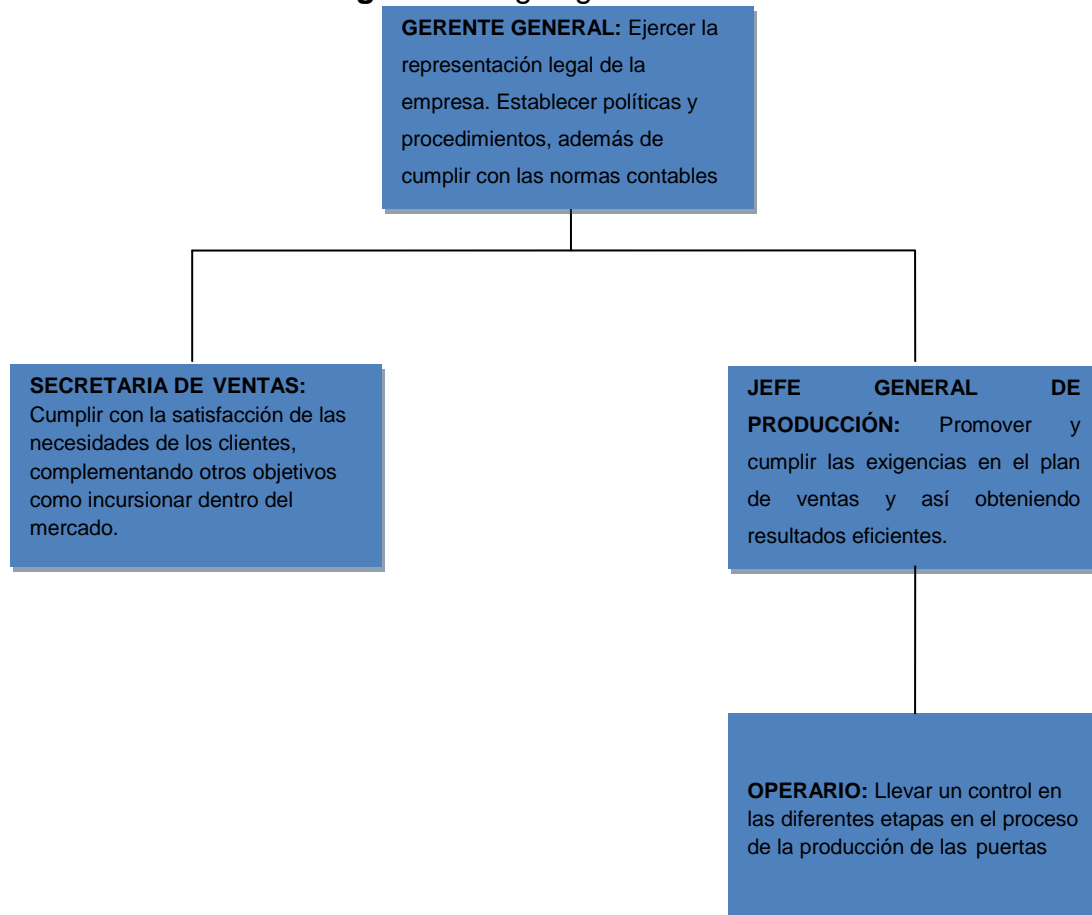 GERENTE GENERAL: Ejercer la
representación legal de la
empresa. Establecer políticas y
procedimientos, además de
cumplir con las normas contables
SECRETARIA DE VENTAS:
Cumplir con la satisfacción de las
necesidades de los clientes,
complementando otros objetivos
como incursionar dentro del
mercado.
JEFE GENERAL DE
PRODUCCIÓN: Promover y
cumplir las exigencias en el plan
de ventas y así obteniendo
resultados eficientes.
OPERARIO: Llevar un control en
las diferentes etapas en el proceso
de la producción de las puertas